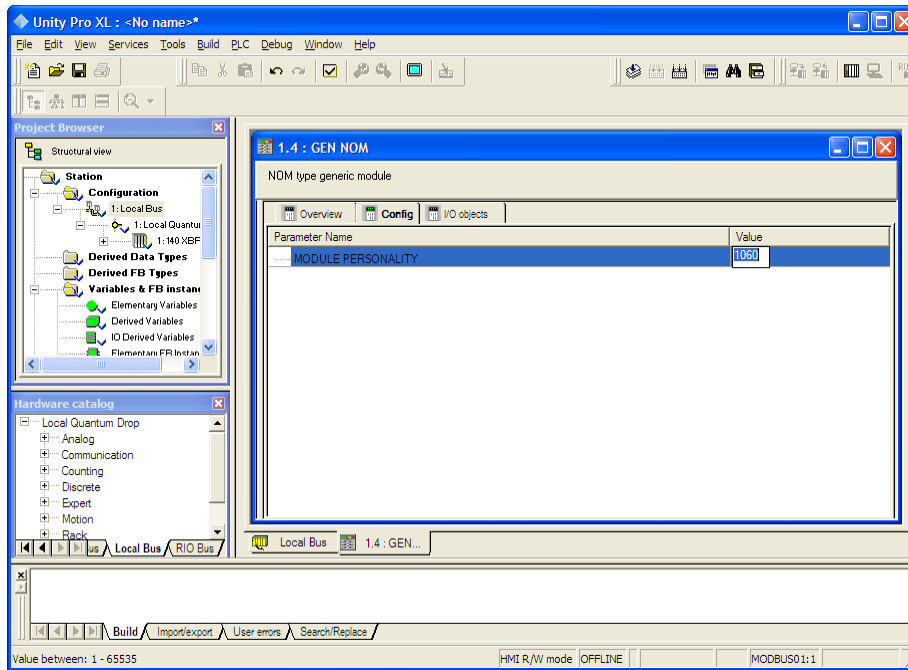 Unity Pro XL : <No name>*
File Edit View Services Tools Build PLC Debug Window Help
Project Browser
Structural view
Station
Configuration
1: Local Bus
1: Local Quantu
1: 140 XBF
Derived Data Types
Derived FB Types
Variables & FB instan
Elementary Variables
Derived Variables
IO Derived Variables
Elementary FB Instan
Hardware catalog
Local Quantum Drop
Analog
Communication
Counting
Discrete
Expert
Motion
Rack
us Local Bus RIO Bus
1.4 : GEN NOM
NOM type generic module
Overview Config I/O objects
Parameter Name Value
MODULE PERSONALITY 1060
Local Bus 1.4 : GEN...
Build Import/export User errors Search/Replace
Value between: 1 - 65535 HMI R/W mode OFFLINE MODBUS01:1